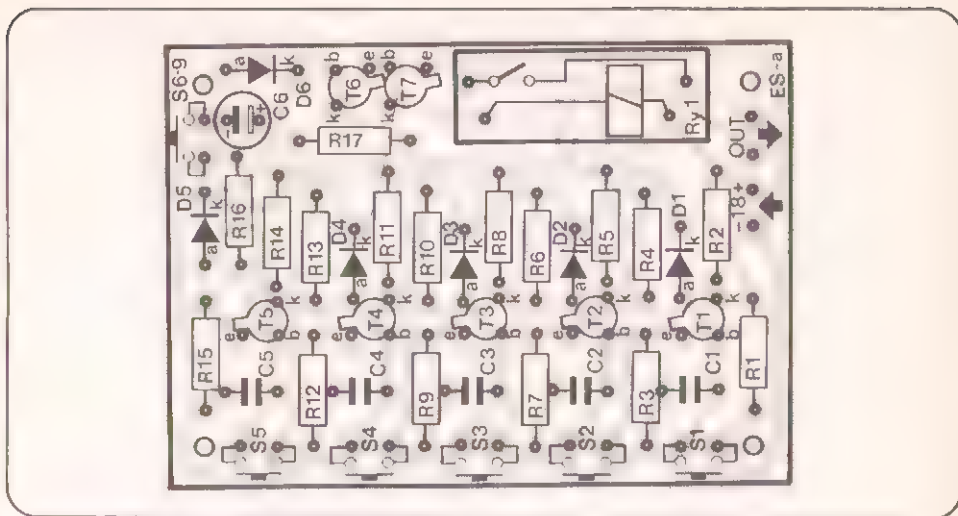 S6-9
a
k
D6
- +
C6
b
e
T6
k
b
e
T7
k
R17
Ry1
ES-a
OUT
-18+
D5
k
a
R16
R14
R13
D4
k
a
R11
R10
D3
k
a
R8
R6
D2
k
a
R5
R4
D1
k
a
R2
R15
e
T5
k
b
e
T4
k
b
e
T3
k
b
e
T2
k
b
e
T1
k
b
C5
R12
C4
R9
C3
R7
C2
R3
C1
R1
S5
S4
S3
S2
S1